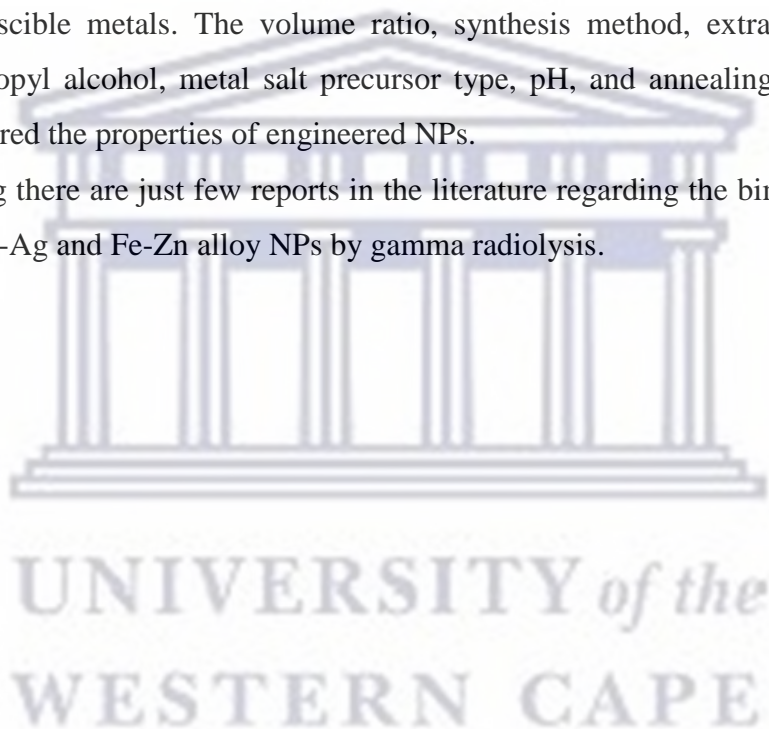 scible metals. The volume ratio, synthesis method, extra
opyl alcohol, metal salt precursor type, pH, and annealing
red the properties of engineered NPs.
g there are just few reports in the literature regarding the bin
-Ag and Fe-Zn alloy NPs by gamma radiolysis.
UNIVERSITY of the
WESTERN CAPE